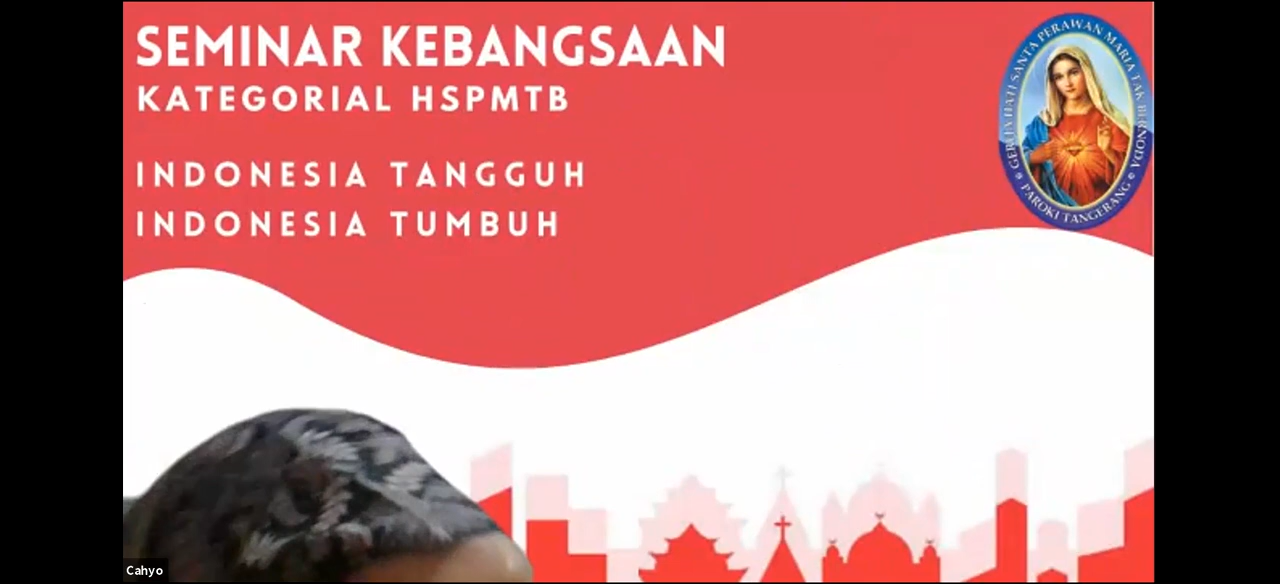 SEMINAR KEBANGSAAN
KATEGORIAL HSPMTB
INDONESIA TANGGUH
INDONESIA TUMBUH
GEREJA HATI SANTA PERAWAN MARIA TAK BERNODA
PAROKI TANGERANG
Cahyo